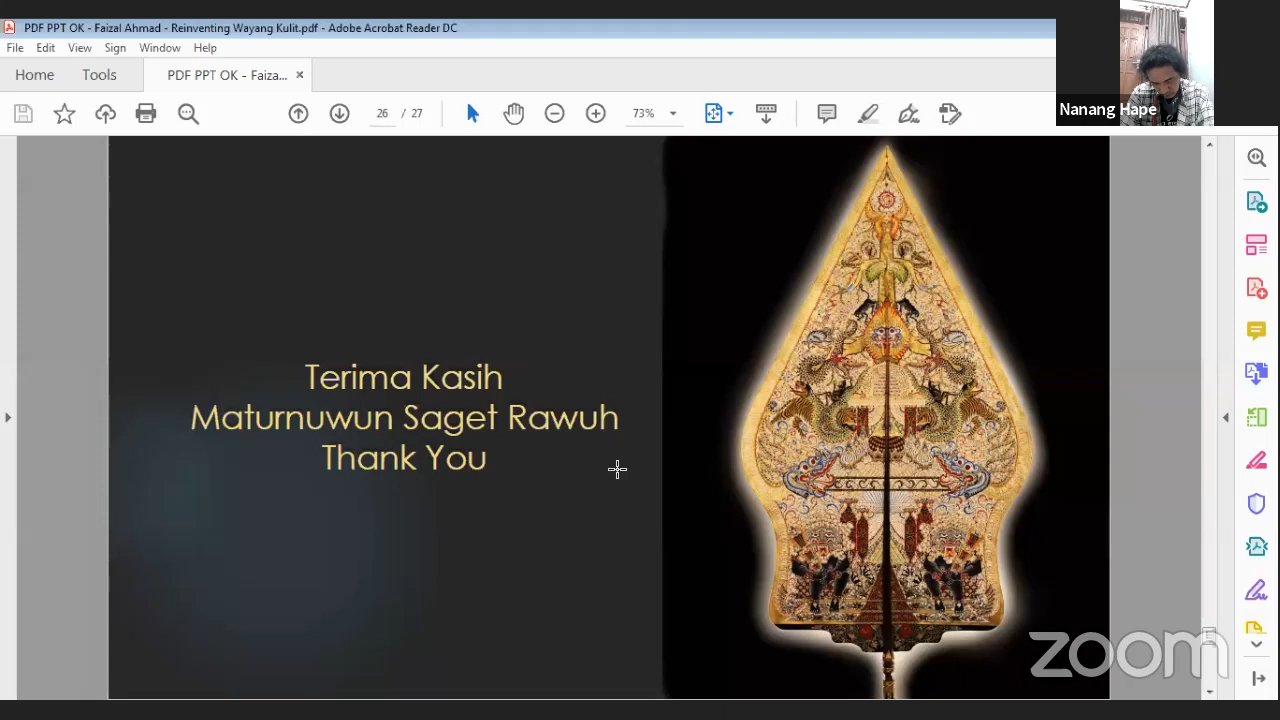 PDF PPT OK - Faizal Ahmad - Reinventing Wayang Kulit.pdf - Adobe Acrobat Reader DC
File Edit View Sign Window Help
Home Tools PDF PPT OK - Faiza... ×
26 / 27 73%
Nanang Hape
Terima Kasih
Maturnuwun Saget Rawuh
Thank You
zoom